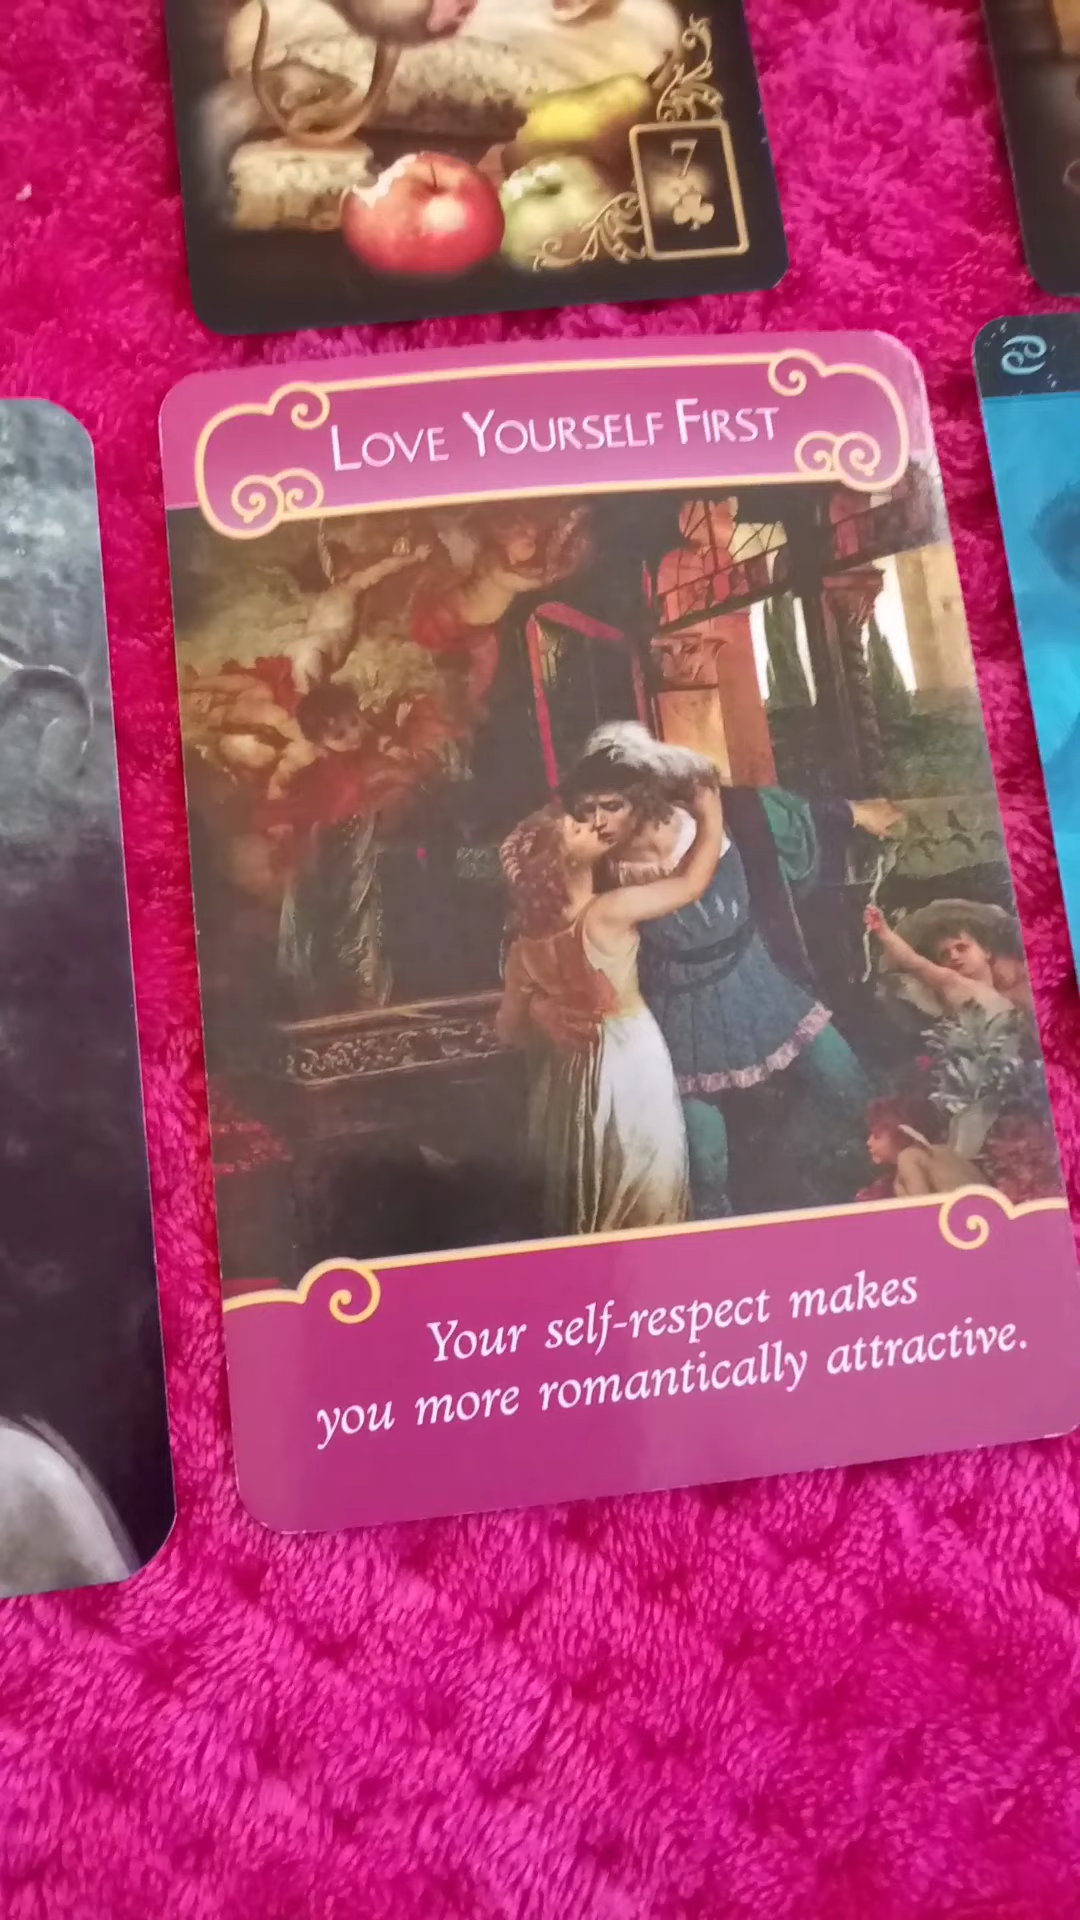 7
Love Yourself First
♋
Your self-respect makes
you more romantically attractive.